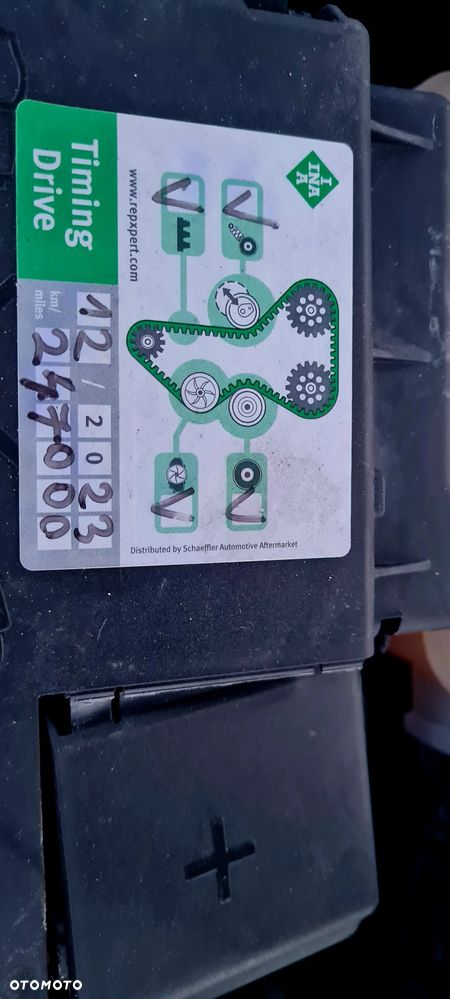 I
INA
A
www.repxpert.com
Timing
Drive
12 / 2023
km/
miles
247000
Distributed by Schaeffler Automotive Aftermarket
+
OTOMOTO